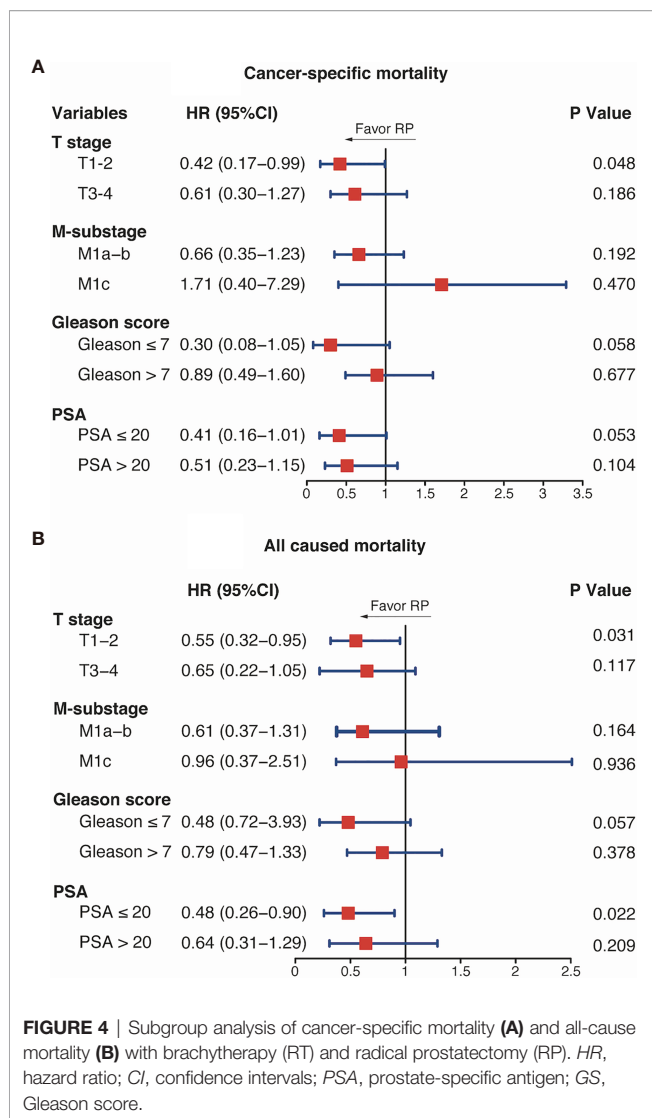 A
Cancer-specific mortality
Variables HR (95%CI) P Value
Favor RP
T stage
T1-2 0.42 (0.17−0.99) 0.048
T3-4 0.61 (0.30−1.27) 0.186
M-substage
M1a−b 0.66 (0.35−1.23) 0.192
M1c 1.71 (0.40−7.29) 0.470
Gleason score
Gleason ≤ 7 0.30 (0.08−1.05) 0.058
Gleason > 7 0.89 (0.49−1.60) 0.677
PSA
PSA ≤ 20 0.41 (0.16−1.01) 0.053
PSA > 20 0.51 (0.23−1.15) 0.104
0 0.5 1 1.5 2 2.5 3 3.5
B
All caused mortality
HR (95%CI) P Value
Favor RP
T stage
T1−2 0.55 (0.32−0.95) 0.031
T3−4 0.65 (0.22−1.05) 0.117
M-substage
M1a−b 0.61 (0.37−1.31) 0.164
M1c 0.96 (0.37−2.51) 0.936
Gleason score
Gleason ≤ 7 0.48 (0.72−3.93) 0.057
Gleason > 7 0.79 (0.47−1.33) 0.378
PSA
PSA ≤ 20 0.48 (0.26−0.90) 0.022
PSA > 20 0.64 (0.31−1.29) 0.209
0 0.5 1 1.5 2 2.5
FIGURE 4 | Subgroup analysis of cancer-specific mortality (A) and all-cause
mortality (B) with brachytherapy (RT) and radical prostatectomy (RP). HR,
hazard ratio; CI, confidence intervals; PSA, prostate-specific antigen; GS,
Gleason score.